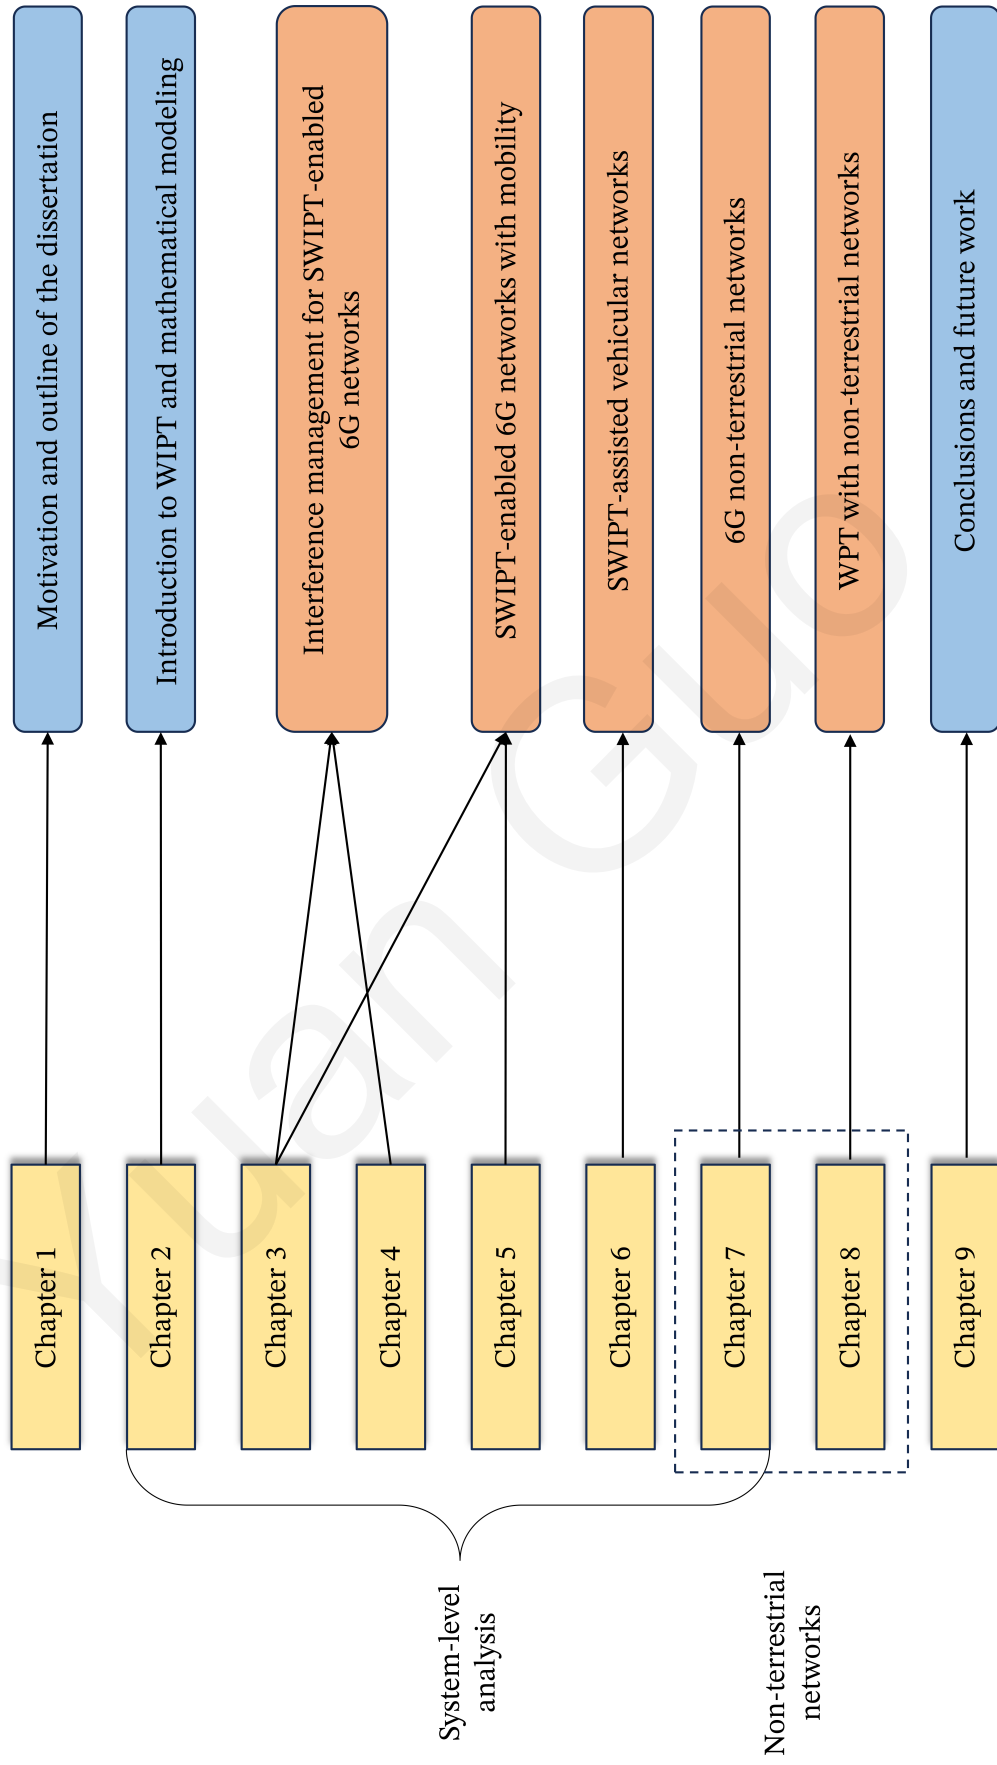 Chapter 1
Motivation and outline of the dissertation
Chapter 2
Introduction to WIPT and mathematical modeling
Chapter 3
Interference management for SWIPT-enabled
6G networks
Chapter 4
Chapter 5
SWIPT-enabled 6G networks with mobility
Chapter 6
SWIPT-assisted vehicular networks
Chapter 7
6G non-terrestrial networks
Chapter 8
WPT with non-terrestrial networks
Chapter 9
Conclusions and future work
System-level
analysis
Non-terrestrial
networks
Yuan Guo